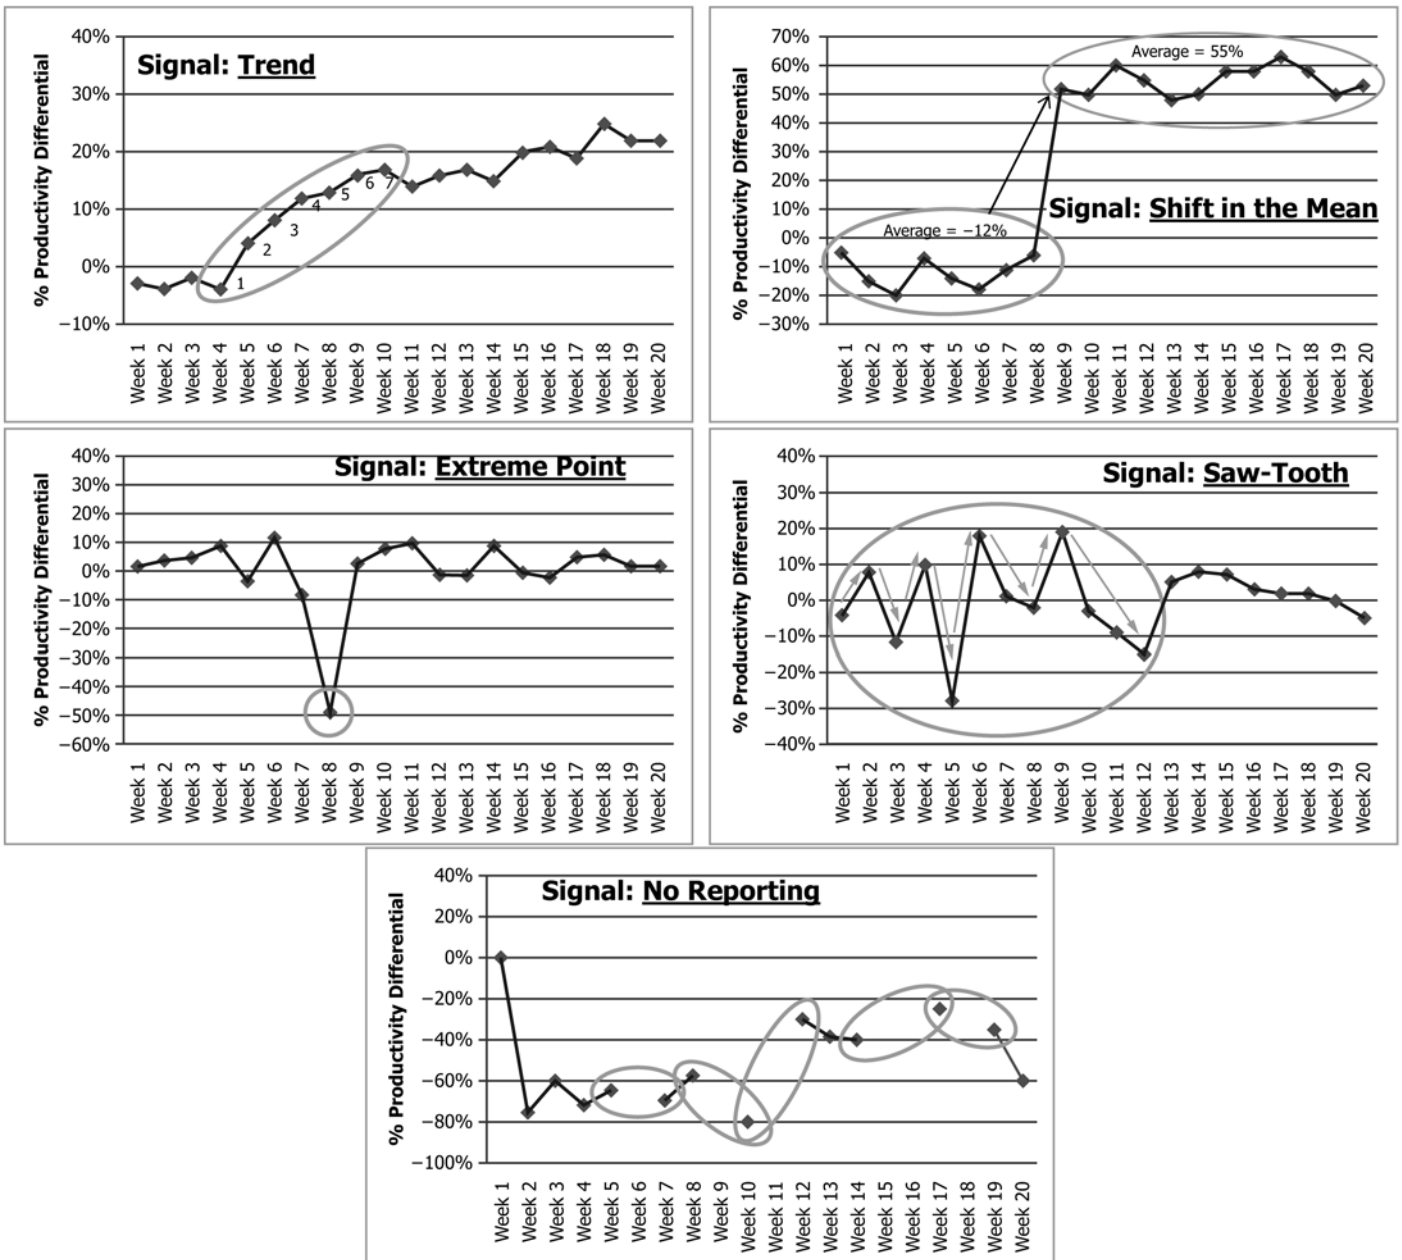 Signal: Trend
% Productivity Differential
40%
30%
20%
10%
0%
−10%
1
2
3
4
5
6
7
Week 1
Week 2
Week 3
Week 4
Week 5
Week 6
Week 7
Week 8
Week 9
Week 10
Week 11
Week 12
Week 13
Week 14
Week 15
Week 16
Week 17
Week 18
Week 19
Week 20
% Productivity Differential
70%
60%
50%
40%
30%
20%
10%
0%
−10%
−20%
−30%
Average = 55%
Signal: Shift in the Mean
Average = −12%
Week 1
Week 2
Week 3
Week 4
Week 5
Week 6
Week 7
Week 8
Week 9
Week 10
Week 11
Week 12
Week 13
Week 14
Week 15
Week 16
Week 17
Week 18
Week 19
Week 20
Signal: Extreme Point
% Productivity Differential
40%
30%
20%
10%
0%
−10%
−20%
−30%
−40%
−50%
−60%
Week 1
Week 2
Week 3
Week 4
Week 5
Week 6
Week 7
Week 8
Week 9
Week 10
Week 11
Week 12
Week 13
Week 14
Week 15
Week 16
Week 17
Week 18
Week 19
Week 20
Signal: Saw-Tooth
% Productivity Differential
40%
30%
20%
10%
0%
−10%
−20%
−30%
−40%
Week 1
Week 2
Week 3
Week 4
Week 5
Week 6
Week 7
Week 8
Week 9
Week 10
Week 11
Week 12
Week 13
Week 14
Week 15
Week 16
Week 17
Week 18
Week 19
Week 20
Signal: No Reporting
% Productivity Differential
40%
20%
0%
−20%
−40%
−60%
−80%
−100%
Week 1
Week 2
Week 3
Week 4
Week 5
Week 6
Week 7
Week 8
Week 9
Week 10
Week 11
Week 12
Week 13
Week 14
Week 15
Week 16
Week 17
Week 18
Week 19
Week 20